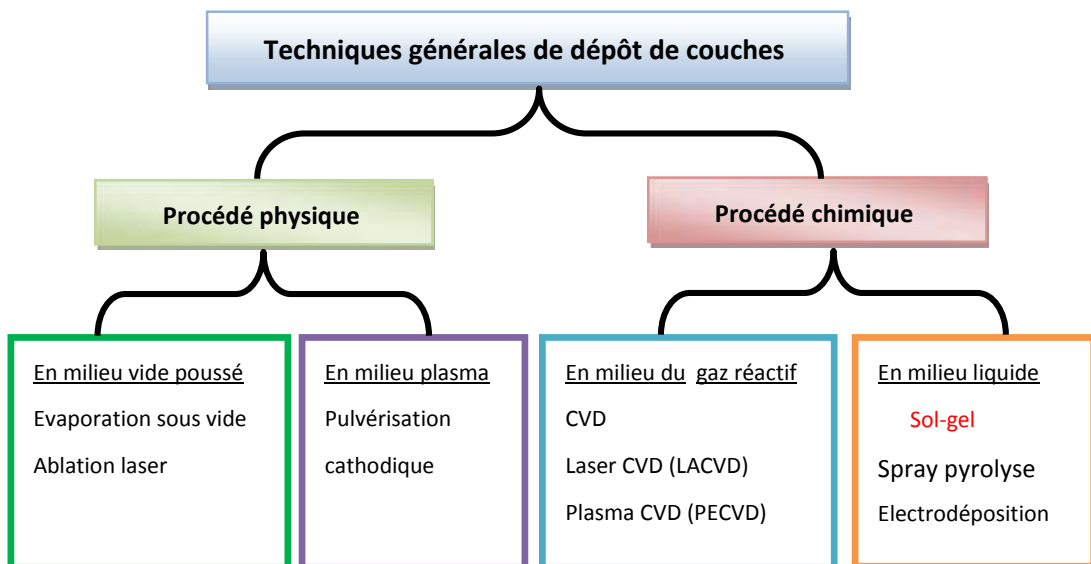 Techniques générales de dépôt de couches
Procédé physique
Procédé chimique
En milieu vide poussé
Evaporation sous vide
Ablation laser
En milieu plasma
Pulvérisation
cathodique
En milieu du gaz réactif
CVD
Laser CVD (LACVD)
Plasma CVD (PECVD)
En milieu liquide
Sol-gel
Spray pyrolyse
Electrodéposition